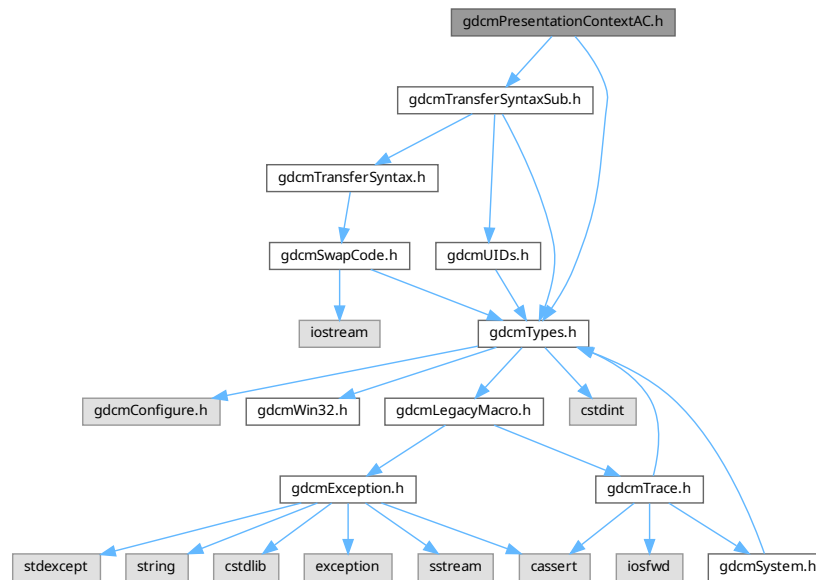 gdcmPresentationContextAC.h
gdcmTransferSyntaxSub.h
gdcmTransferSyntax.h
gdcmSwapCode.h
gdcmUIDs.h
iostream
gdcmTypes.h
gdcmConfigure.h
gdcmWin32.h
gdcmLegacyMacro.h
cstdint
gdcmException.h
gdcmTrace.h
stdexcept
string
cstdlib
exception
sstream
cassert
iosfwd
gdcmSystem.h